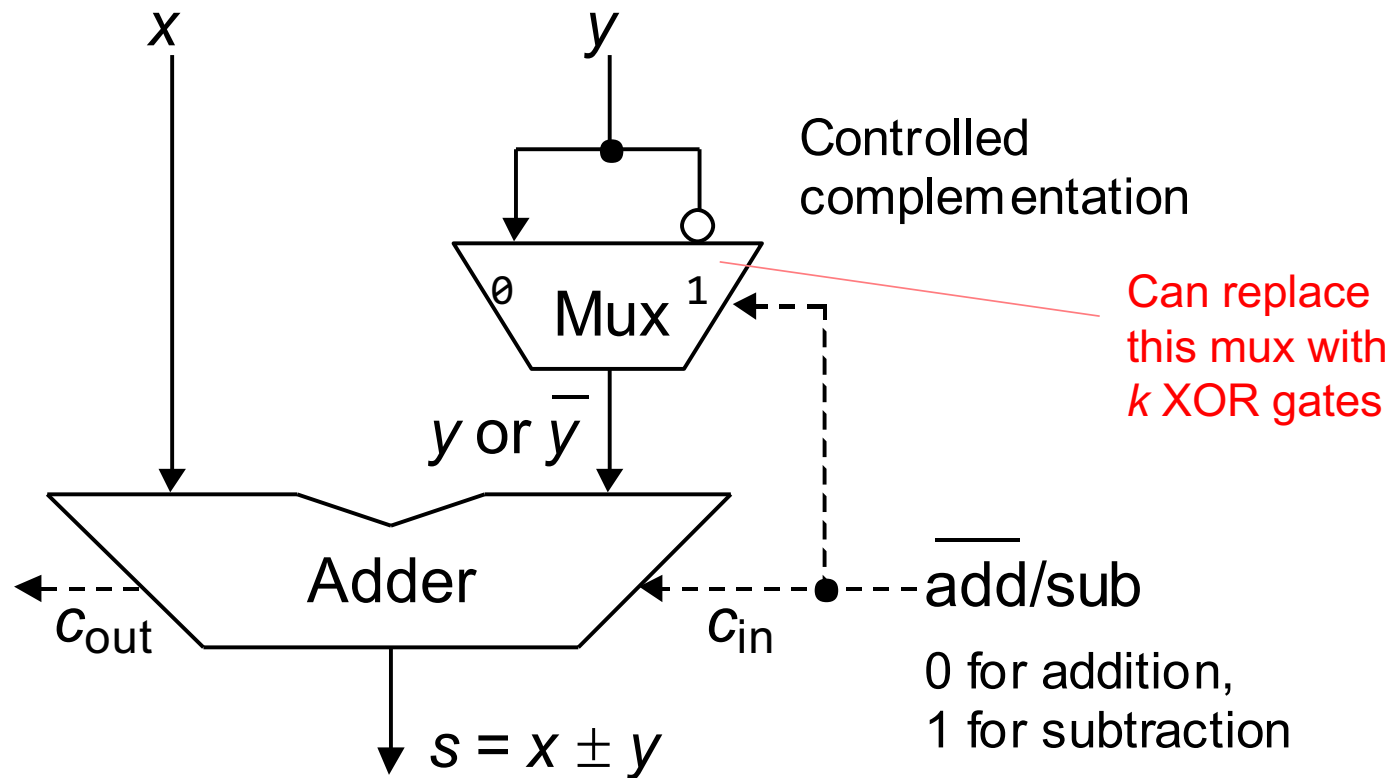 x
y
Controlled
complementation
0
Mux
1
Can replace
this mux with
k XOR gates
y or y̅
Adder
a̅d̅d̅/sub
c_out
c_in
0 for addition,
1 for subtraction
s = x ± y